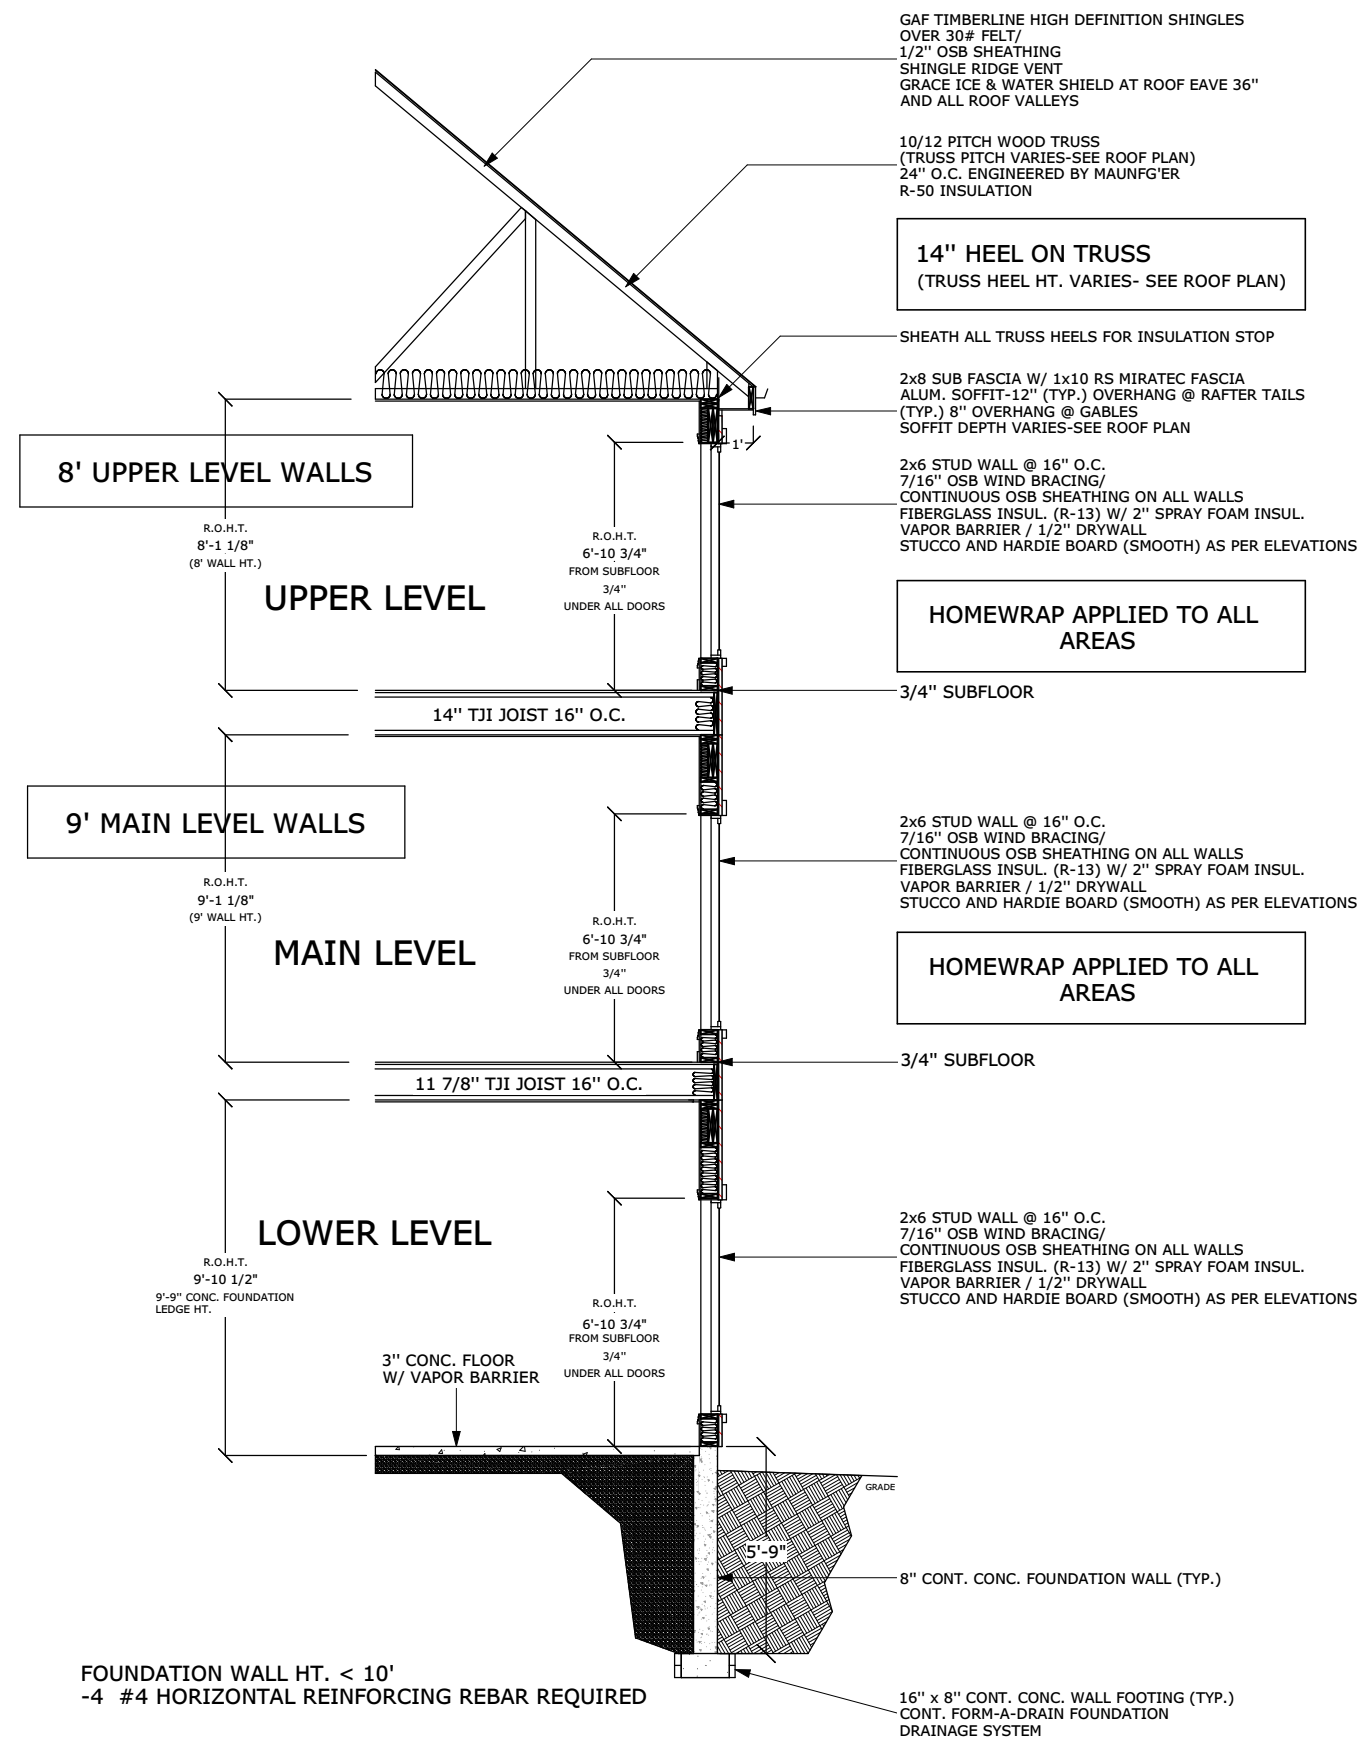 GAF TIMBERLINE HIGH DEFINITION SHINGLES
OVER 30# FELT/
1/2" OSB SHEATHING
SHINGLE RIDGE VENT
GRACE ICE & WATER SHIELD AT ROOF EAVE 36"
AND ALL ROOF VALLEYS
10/12 PITCH WOOD TRUSS
(TRUSS PITCH VARIES-SEE ROOF PLAN)
24" O.C. ENGINEERED BY MAUNFG'ER
R-50 INSULATION
14" HEEL ON TRUSS
(TRUSS HEEL HT. VARIES- SEE ROOF PLAN)
SHEATH ALL TRUSS HEELS FOR INSULATION STOP
2x8 SUB FASCIA W/ 1x10 RS MIRATEC FASCIA
ALUM. SOFFIT-12" (TYP.) OVERHANG @ RAFTER TAILS
(TYP.) 8" OVERHANG @ GABLES
SOFFIT DEPTH VARIES-SEE ROOF PLAN
1'
8' UPPER LEVEL WALLS
R.O.H.T.
8'-1 1/8"
(8' WALL HT.)
UPPER LEVEL
R.O.H.T.
6'-10 3/4"
FROM SUBFLOOR
3/4"
UNDER ALL DOORS
2x6 STUD WALL @ 16" O.C.
7/16" OSB WIND BRACING/
CONTINUOUS OSB SHEATHING ON ALL WALLS
FIBERGLASS INSUL. (R-13) W/ 2" SPRAY FOAM INSUL.
VAPOR BARRIER / 1/2" DRYWALL
STUCCO AND HARDIE BOARD (SMOOTH) AS PER ELEVATIONS
HOMEWRAP APPLIED TO ALL
AREAS
3/4" SUBFLOOR
14" TJI JOIST 16" O.C.
9' MAIN LEVEL WALLS
R.O.H.T.
9'-1 1/8"
(9' WALL HT.)
MAIN LEVEL
R.O.H.T.
6'-10 3/4"
FROM SUBFLOOR
3/4"
UNDER ALL DOORS
2x6 STUD WALL @ 16" O.C.
7/16" OSB WIND BRACING/
CONTINUOUS OSB SHEATHING ON ALL WALLS
FIBERGLASS INSUL. (R-13) W/ 2" SPRAY FOAM INSUL.
VAPOR BARRIER / 1/2" DRYWALL
STUCCO AND HARDIE BOARD (SMOOTH) AS PER ELEVATIONS
HOMEWRAP APPLIED TO ALL
AREAS
3/4" SUBFLOOR
11 7/8" TJI JOIST 16" O.C.
LOWER LEVEL
R.O.H.T.
9'-10 1/2"
9'-9" CONC. FOUNDATION
LEDGE HT.
R.O.H.T.
6'-10 3/4"
FROM SUBFLOOR
3/4"
UNDER ALL DOORS
2x6 STUD WALL @ 16" O.C.
7/16" OSB WIND BRACING/
CONTINUOUS OSB SHEATHING ON ALL WALLS
FIBERGLASS INSUL. (R-13) W/ 2" SPRAY FOAM INSUL.
VAPOR BARRIER / 1/2" DRYWALL
STUCCO AND HARDIE BOARD (SMOOTH) AS PER ELEVATIONS
3" CONC. FLOOR
W/ VAPOR BARRIER
GRADE
5'-9"
8" CONT. CONC. FOUNDATION WALL (TYP.)
FOUNDATION WALL HT. < 10'
-4 #4 HORIZONTAL REINFORCING REBAR REQUIRED
16" x 8" CONT. CONC. WALL FOOTING (TYP.)
CONT. FORM-A-DRAIN FOUNDATION
DRAINAGE SYSTEM